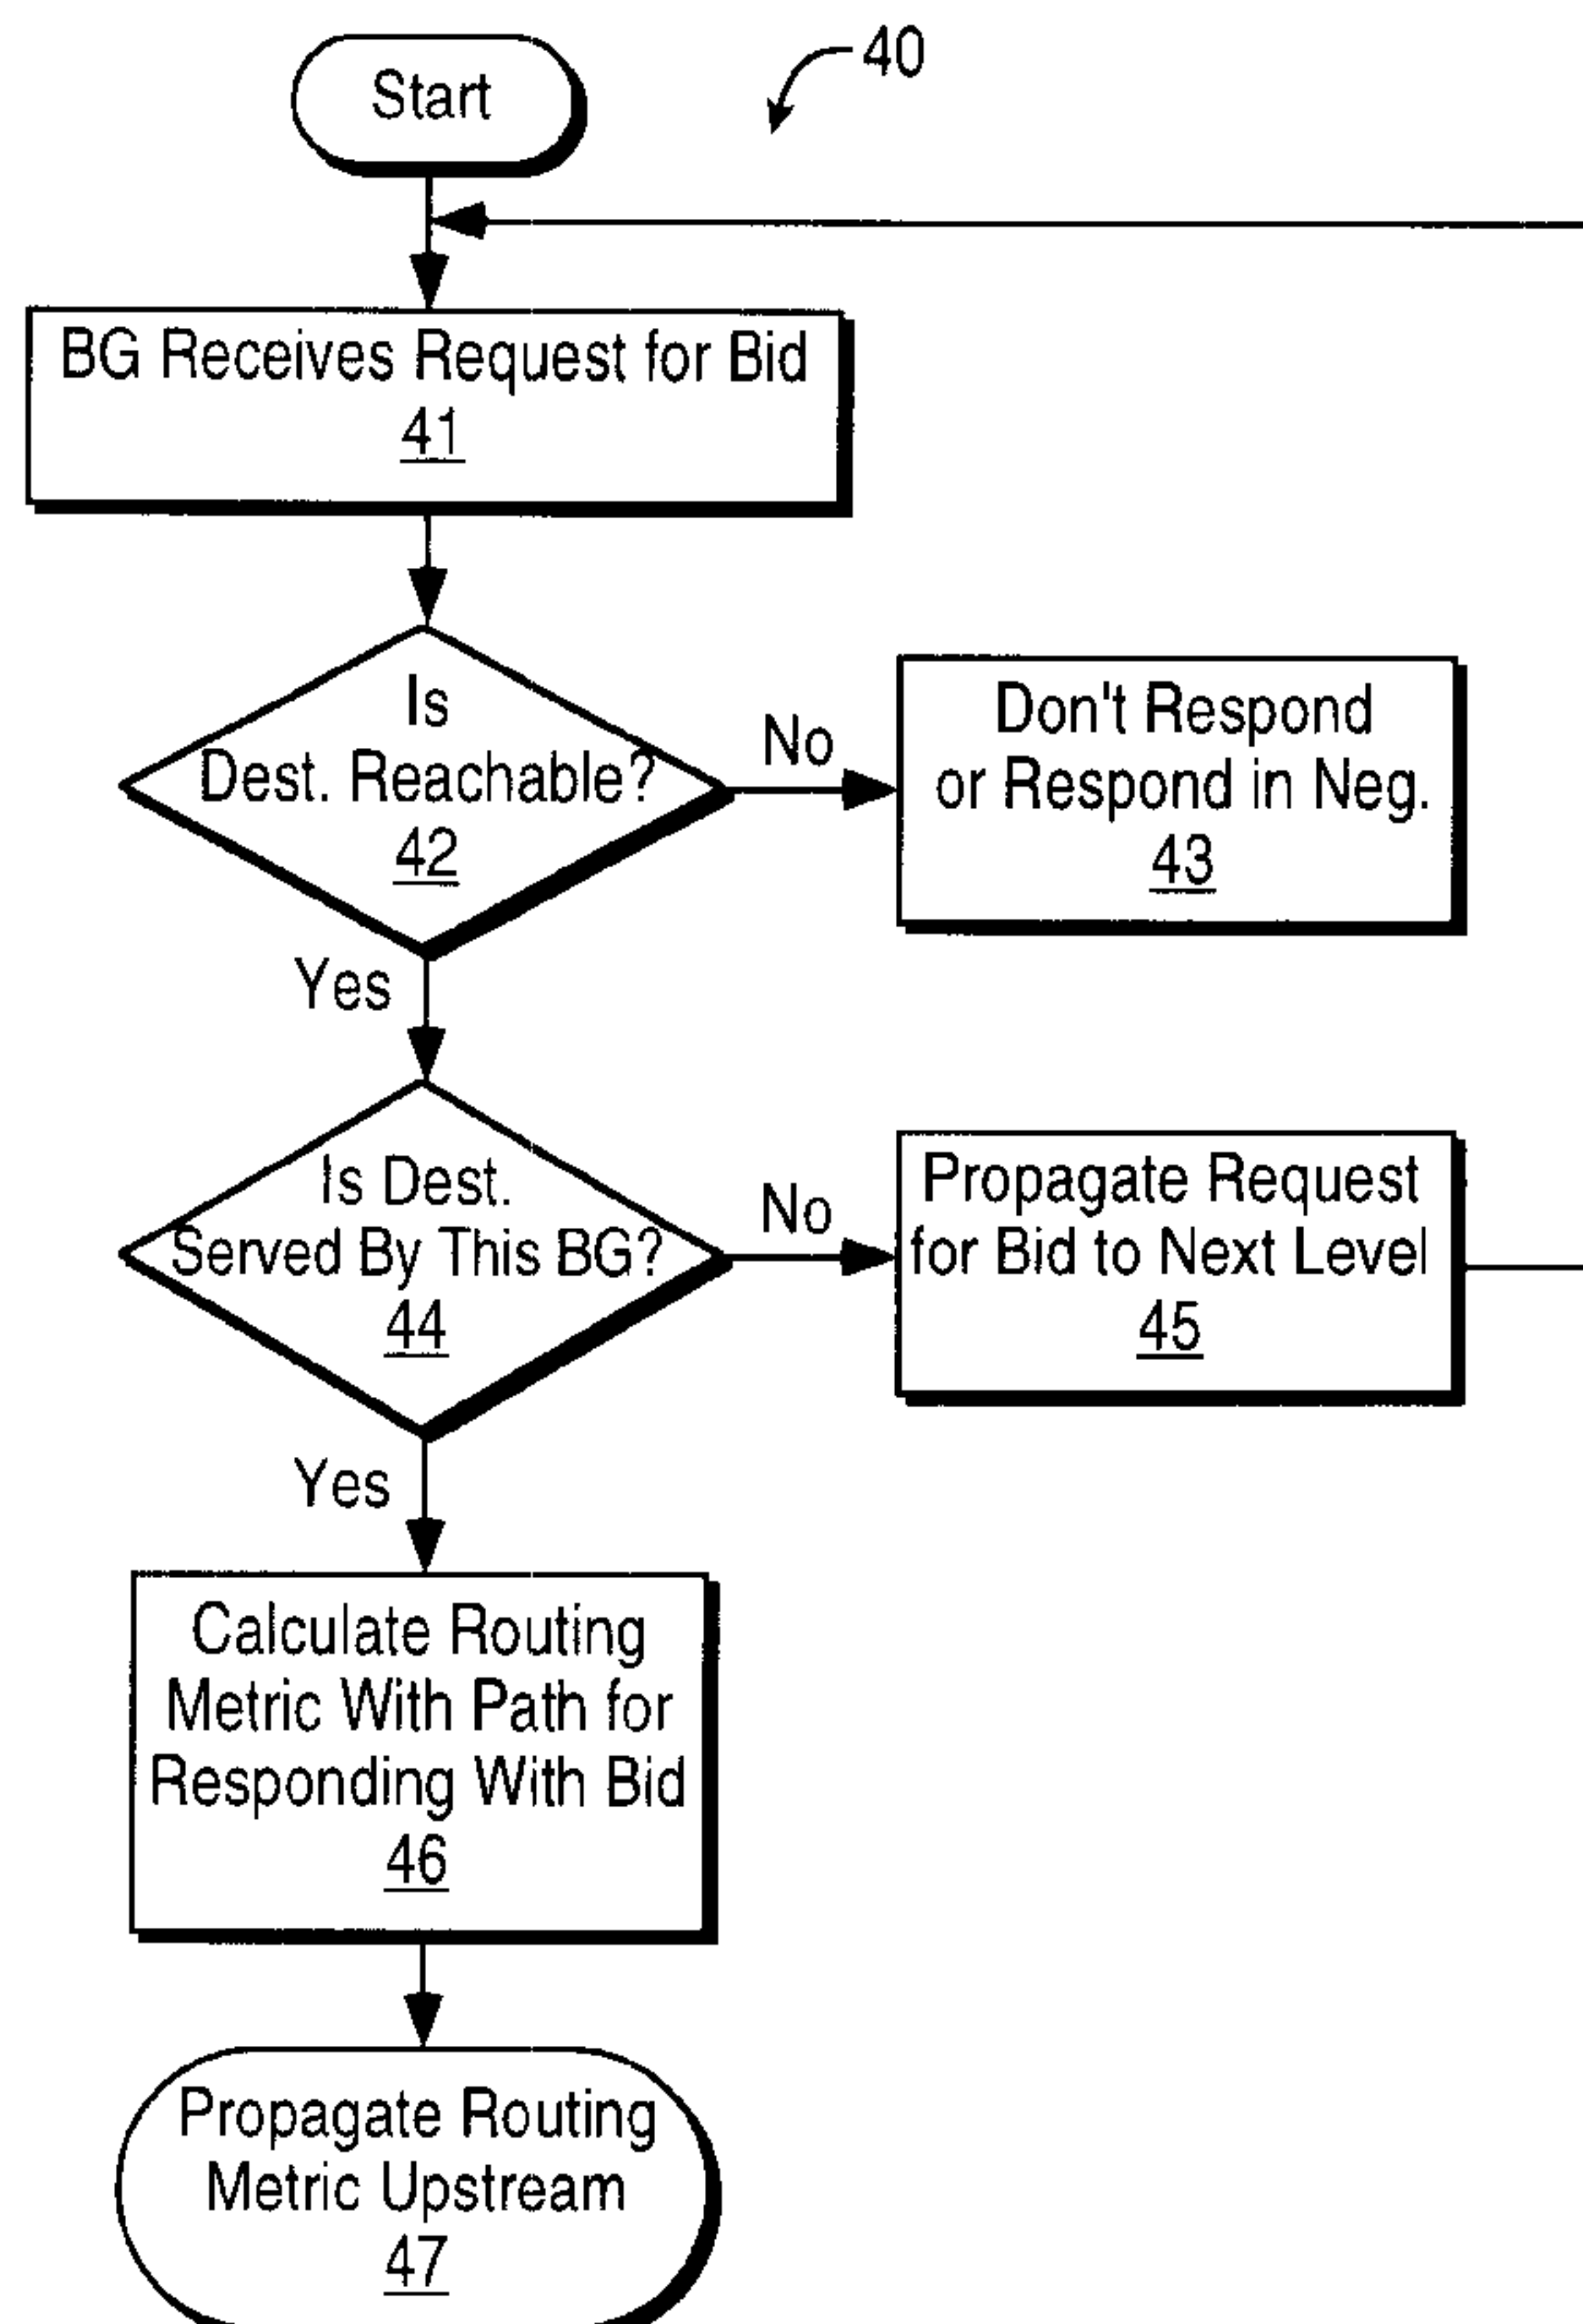 Start
40
BG Receives Request for Bid
41
Is
Dest. Reachable?
42
No
Don't Respond
or Respond in Neg.
43
Yes
Is Dest.
Served By This BG?
44
No
Propagate Request
for Bid to Next Level
45
Yes
Calculate Routing
Metric With Path for
Responding With Bid
46
Propagate Routing
Metric Upstream
47